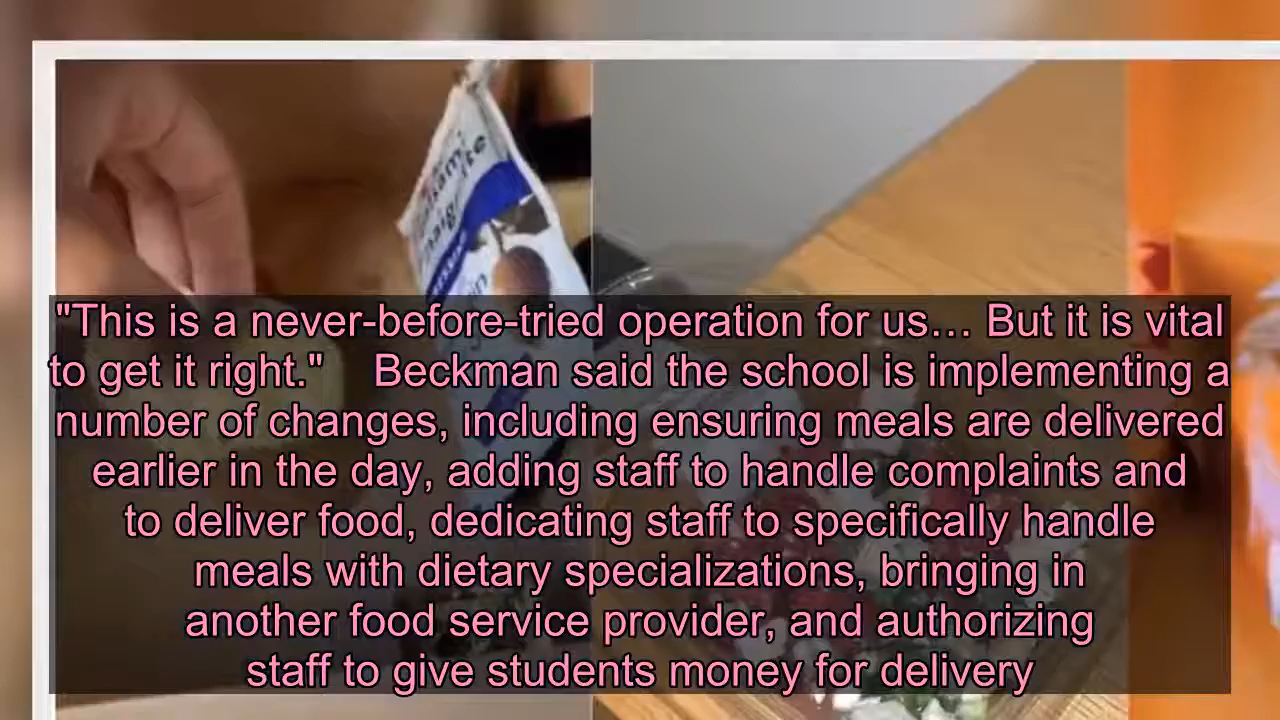 "This is a never-before-tried operation for us… But it is vital
to get it right."    Beckman said the school is implementing a
number of changes, including ensuring meals are delivered
earlier in the day, adding staff to handle complaints and
to deliver food, dedicating staff to specifically handle
meals with dietary specializations, bringing in
another food service provider, and authorizing
staff to give students money for delivery